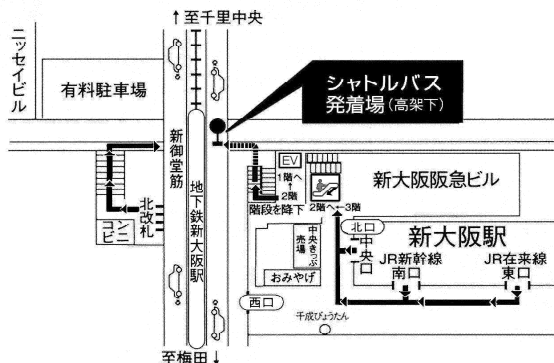 ↑至千里中央
ニッセイビル
有料駐車場
シャトルバス
発着場(高架下)
新御堂筋
地下鉄新大阪駅
北改札
コンビニ
EV
1階へ
↑
2階
階段を降下
2階へ←3階
新大阪阪急ビル
北口
中央口
新大阪駅
JR新幹線
南口
JR在来線
東口
中央きっぷ
売場
おみやげ
西口
千成びょうたん
至梅田↓